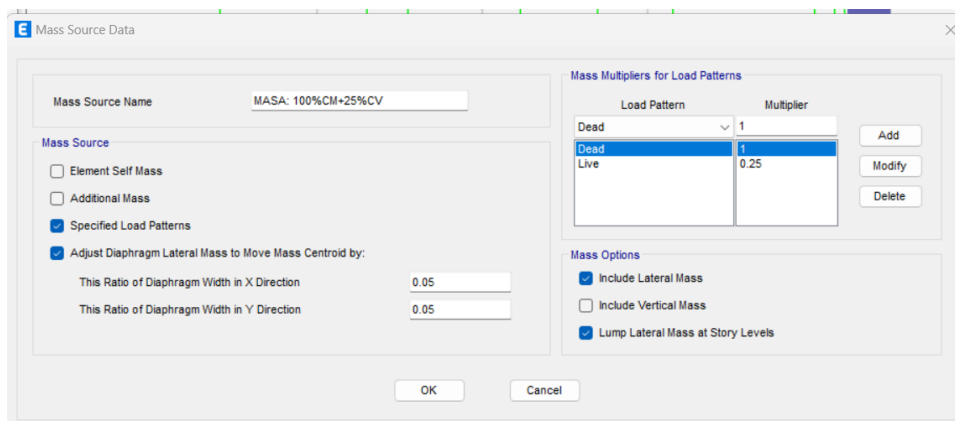 E Mass Source Data
Mass Source Name MASA: 100%CM+25%CV
Mass Source
Element Self Mass
Additional Mass
Specified Load Patterns
Adjust Diaphragm Lateral Mass to Move Mass Centroid by:
This Ratio of Diaphragm Width in X Direction 0.05
This Ratio of Diaphragm Width in Y Direction 0.05
Mass Multipliers for Load Patterns
Load Pattern Multiplier
Dead 1 Add
Dead 1
Live 0.25 Modify
Delete
Mass Options
Include Lateral Mass
Include Vertical Mass
Lump Lateral Mass at Story Levels
OK Cancel